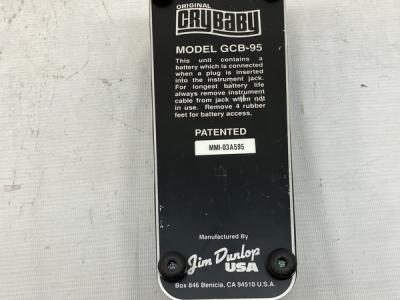 ORIGINAL
CRYBABY
MODEL GCB-95
This unit contains a
battery which is connected
when a plug is inserted
into the instrument jack.
For longest battery life
always remove instrument
cable from jack when not
in use. Remove 4 rubber
feet for battery access.
PATENTED
MMI-03A595
Manufactured By
Jim Dunlop
USA
Box 846 Benicia, CA 94510 U.S.A.